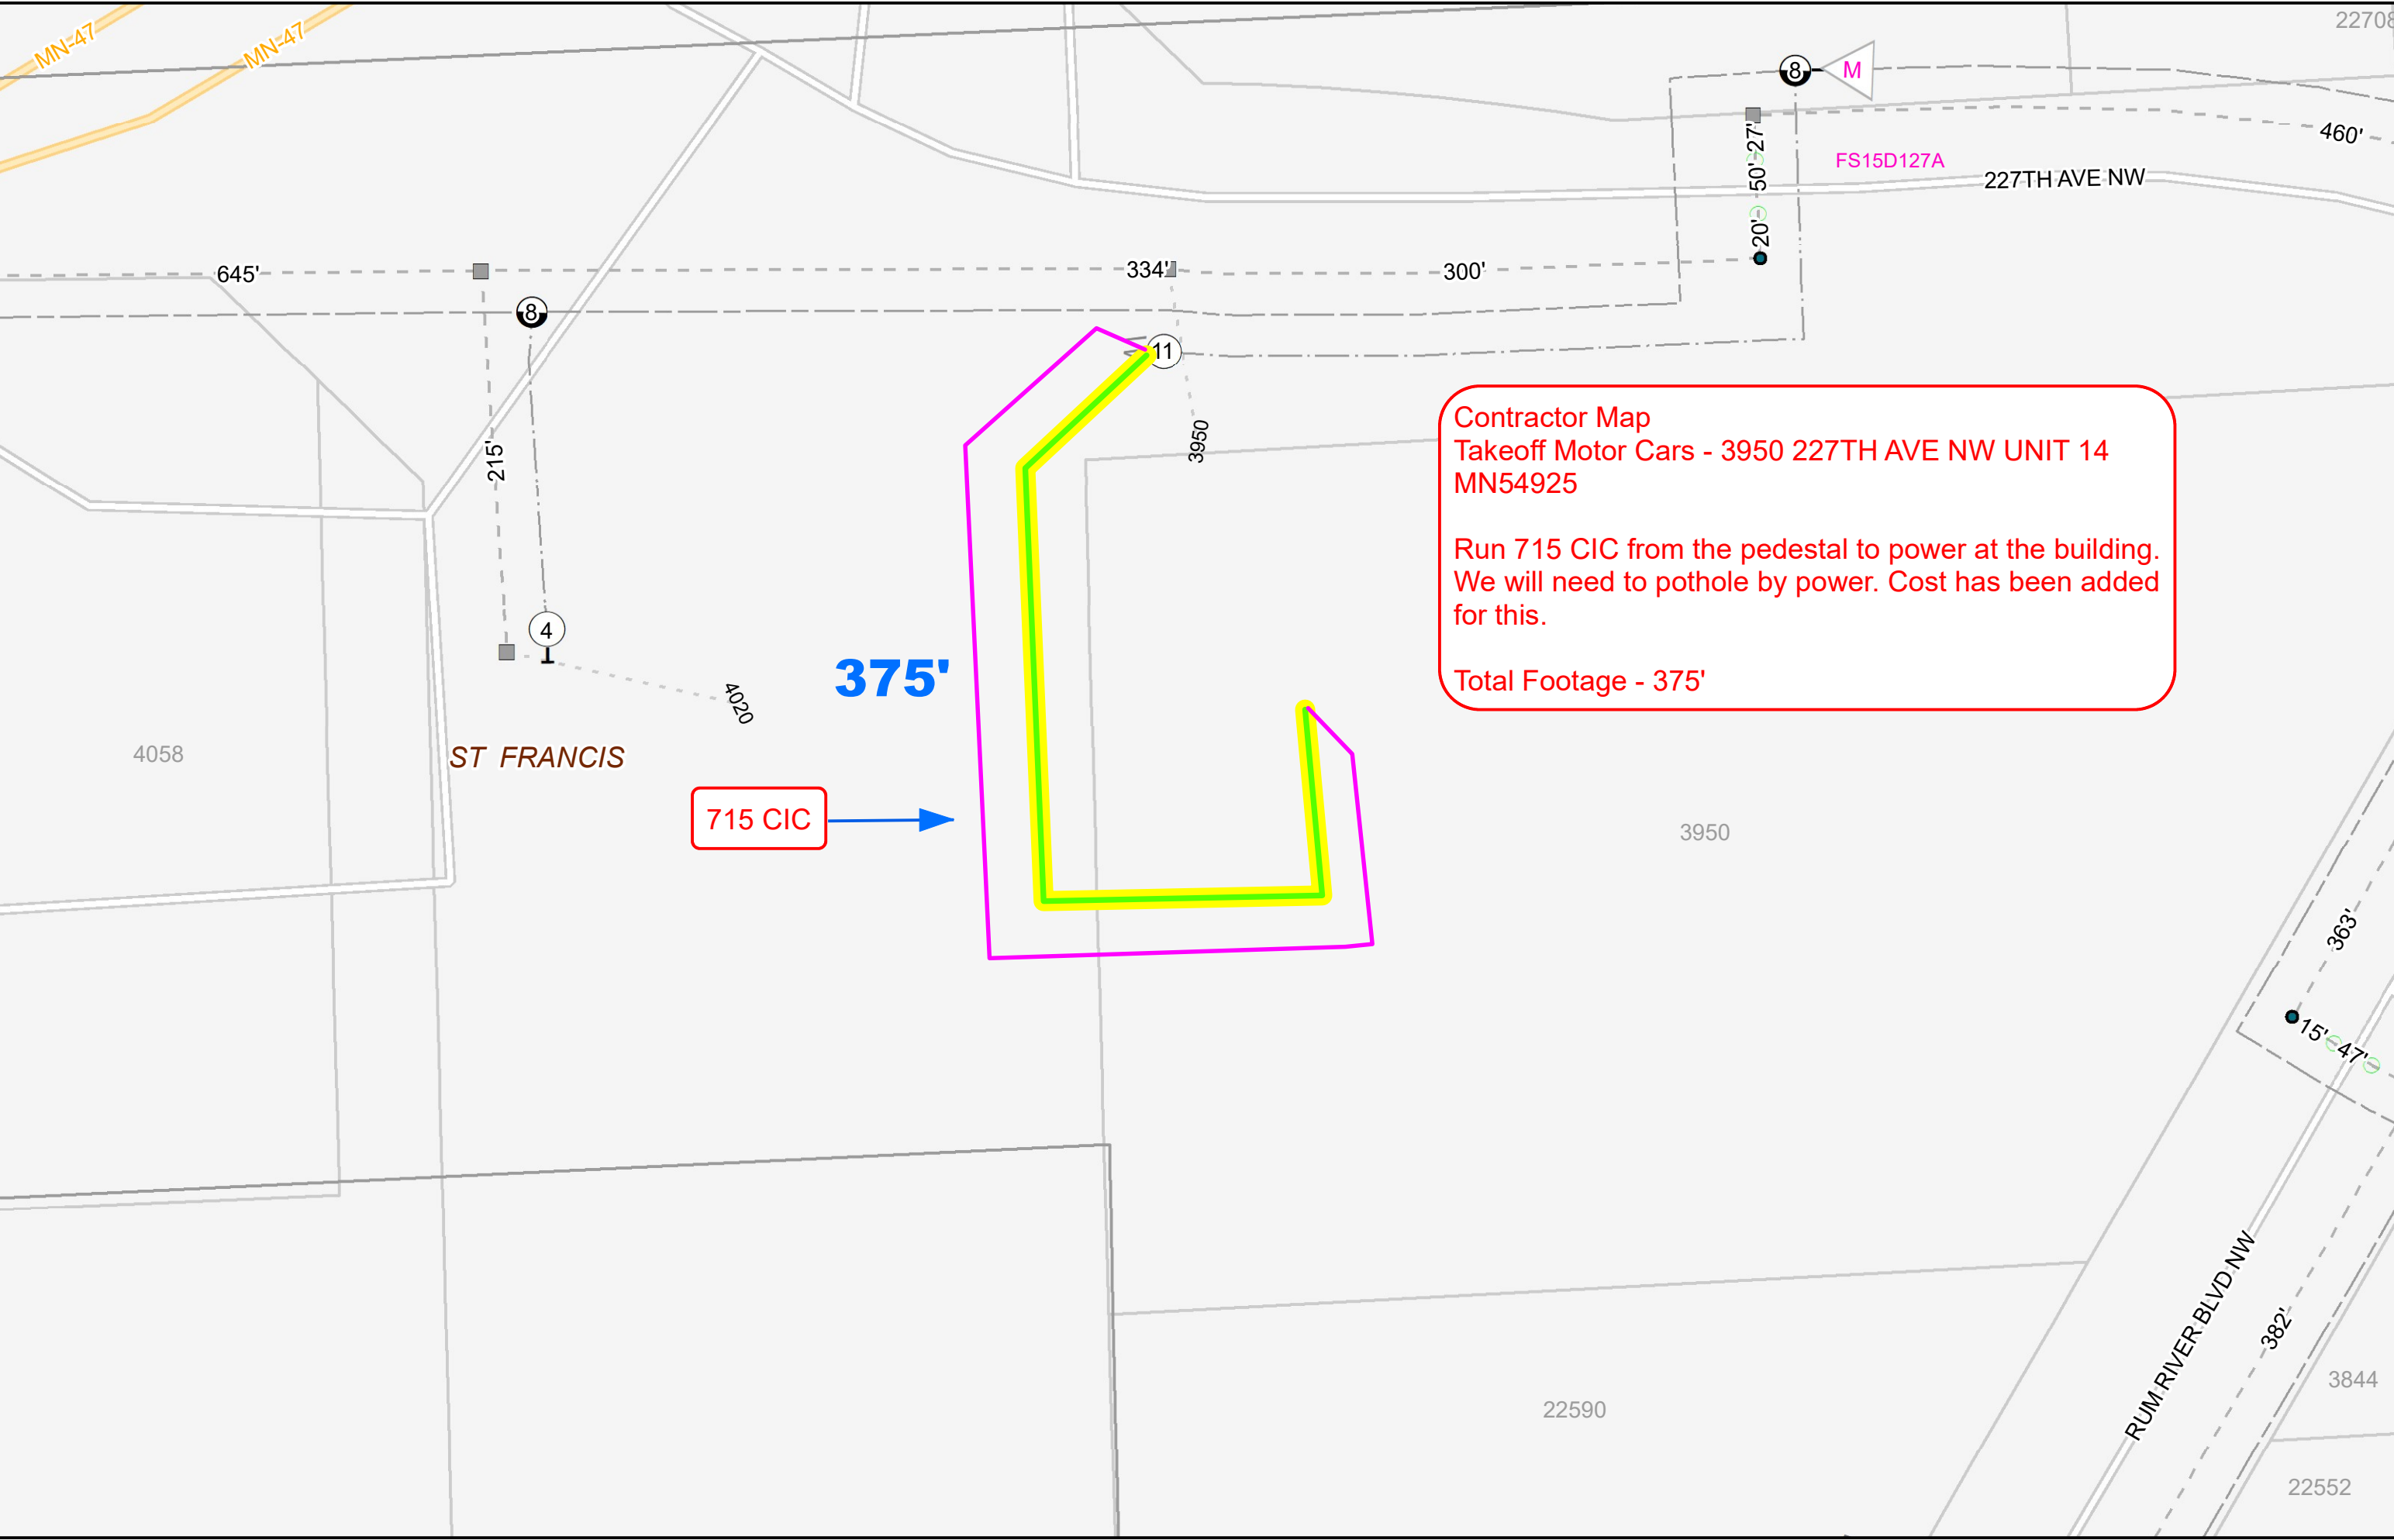 MN-47
MN-47
22708
8
M
27'
460'
FS15D127A
50'
227TH AVE NW
20'
645'
334'
300'
8
11
3950
215'
Contractor Map
Takeoff Motor Cars - 3950 227TH AVE NW UNIT 14
MN54925
Run 715 CIC from the pedestal to power at the building.
We will need to pothole by power. Cost has been added
for this.
Total Footage - 375'
4
375'
4020
4058
ST FRANCIS
715 CIC
3950
363'
15'
47'
RUM RIVER BLVD NW
382'
3844
22590
22552